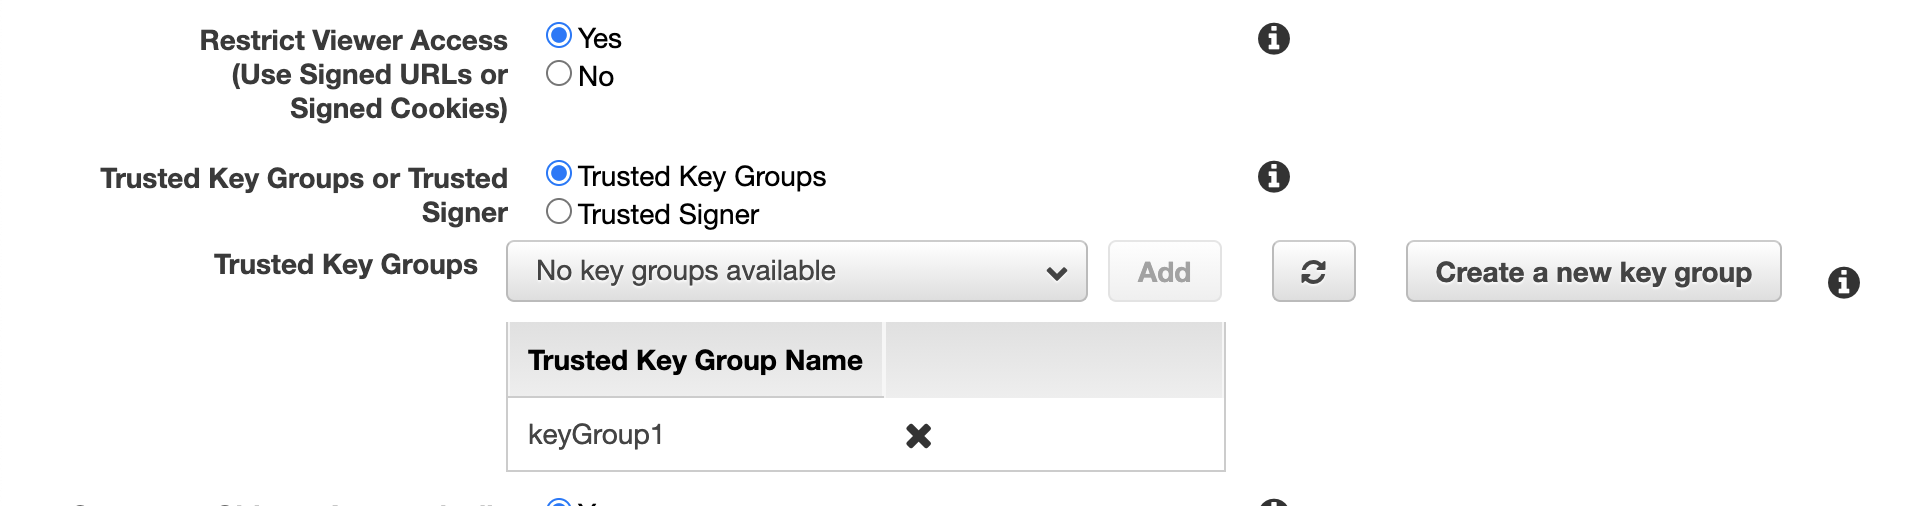 Restrict Viewer Access
(Use Signed URLs or
Signed Cookies)
Yes
No
Trusted Key Groups or Trusted
Signer
Trusted Key Groups
Trusted Signer
Trusted Key Groups
No key groups available
Add
Create a new key group
Trusted Key Group Name
keyGroup1